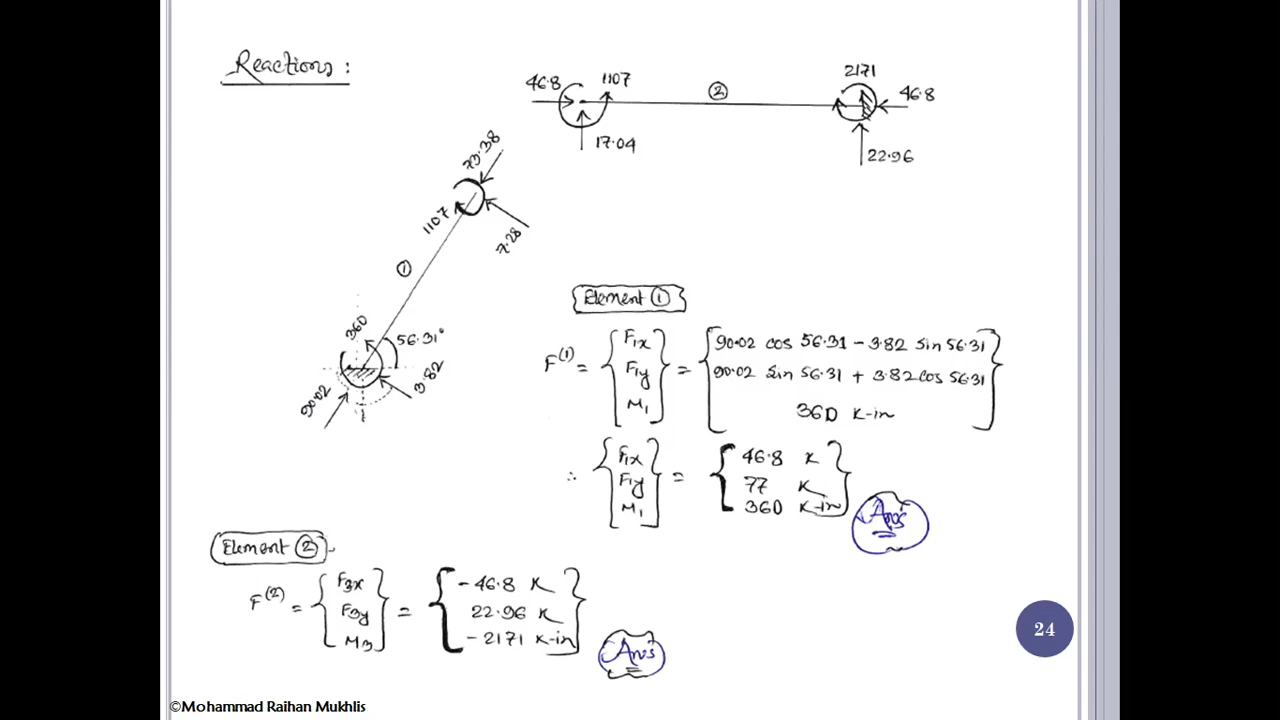 Reactions:
46.8 1107 ② 2171 46.8
17.04 22.96
73.38
1107
7.28
①
360 56.31°
3.82
90.02
Element ①
F⁽¹⁾ = { F1x F1y M1 } = { 90.02 cos 56.31 - 3.82 sin 56.31
90.02 sin 56.31 + 3.82 cos 56.31
360 K-in }
∴ { F1x F1y M1 } = { 46.8 K
77 K
360 K-in }
Ans
Element ②
F⁽²⁾ = { F3x F3y M3 } = { -46.8 K
22.96 K
-2171 K-in }
Ans
24
©Mohammad Raihan Mukhlis